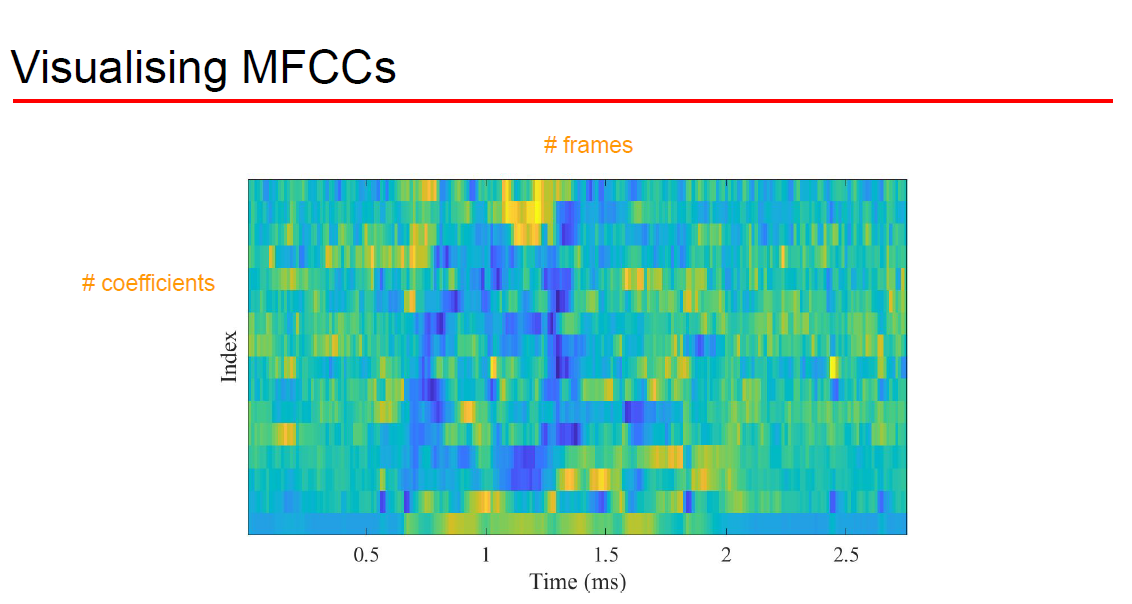 Visualising MFCCs
# frames
# coefficients
Index
0.5 1 1.5 2 2.5
Time (ms)